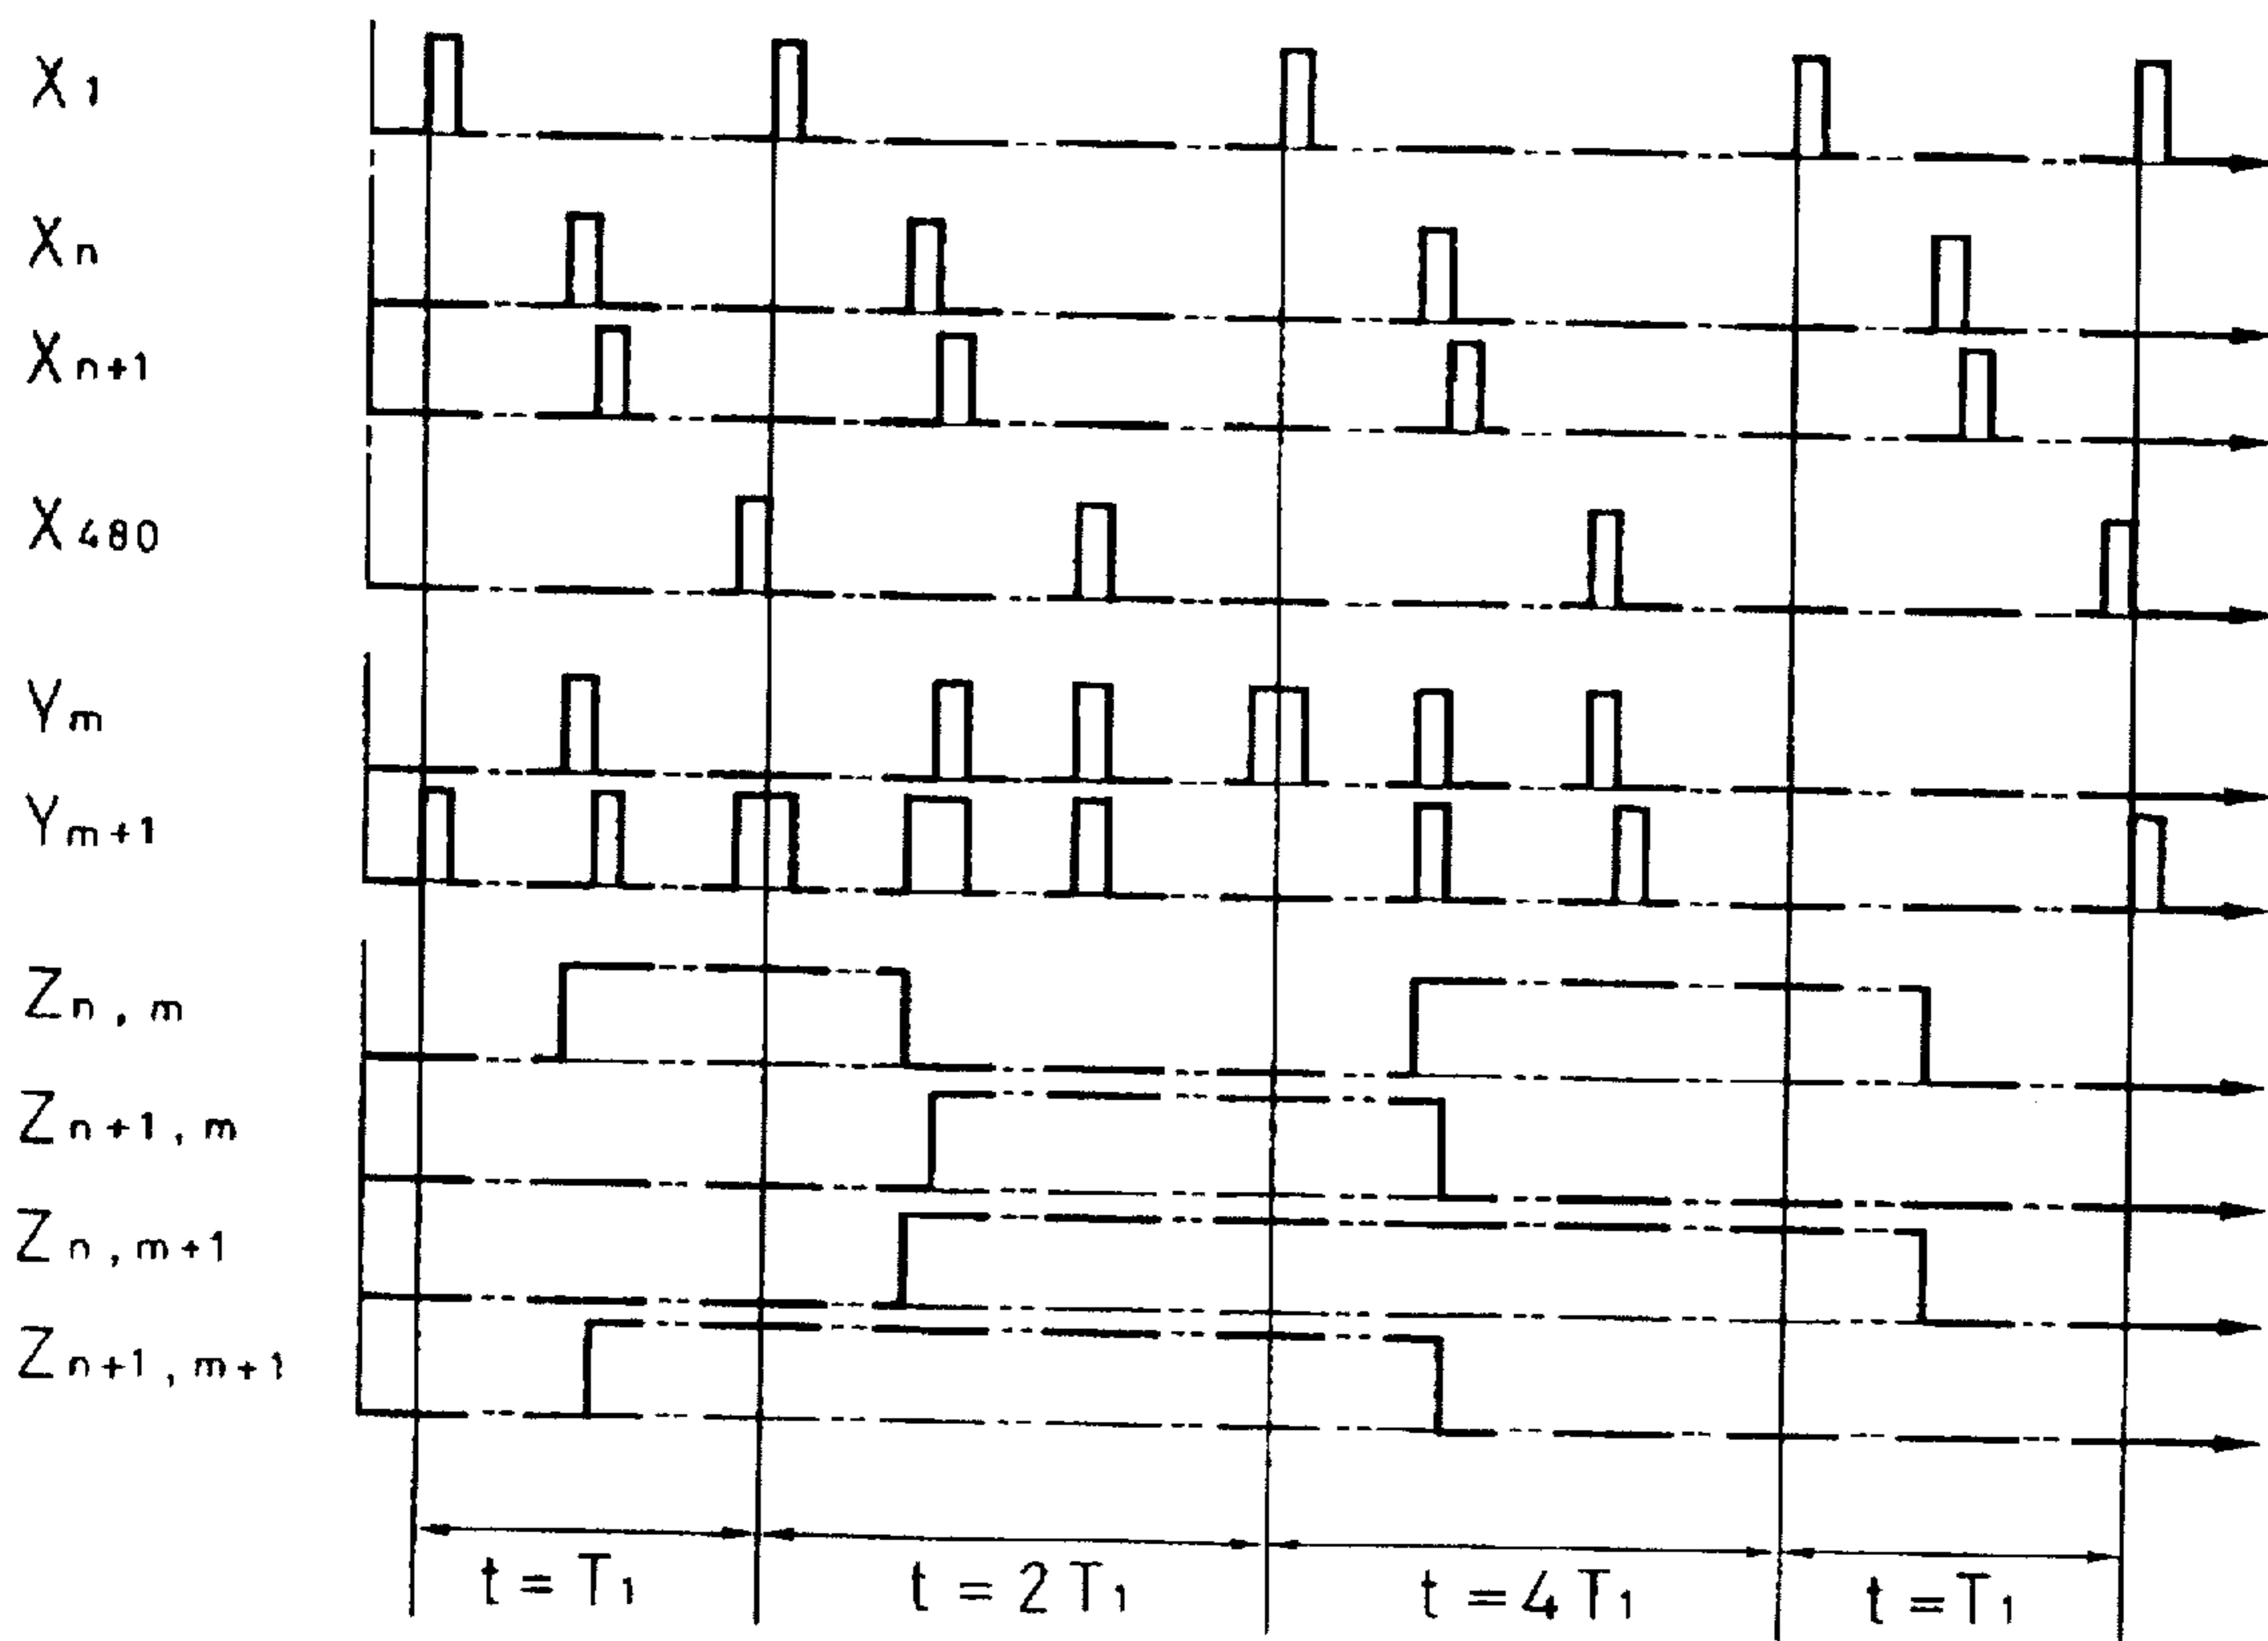 X1
Xn
Xn+1
X480
Ym
Ym+1
Zn,m
Zn+1,m
Zn,m+1
Zn+1,m+1
t=T1 t=2T1 t=4T1 t=T1